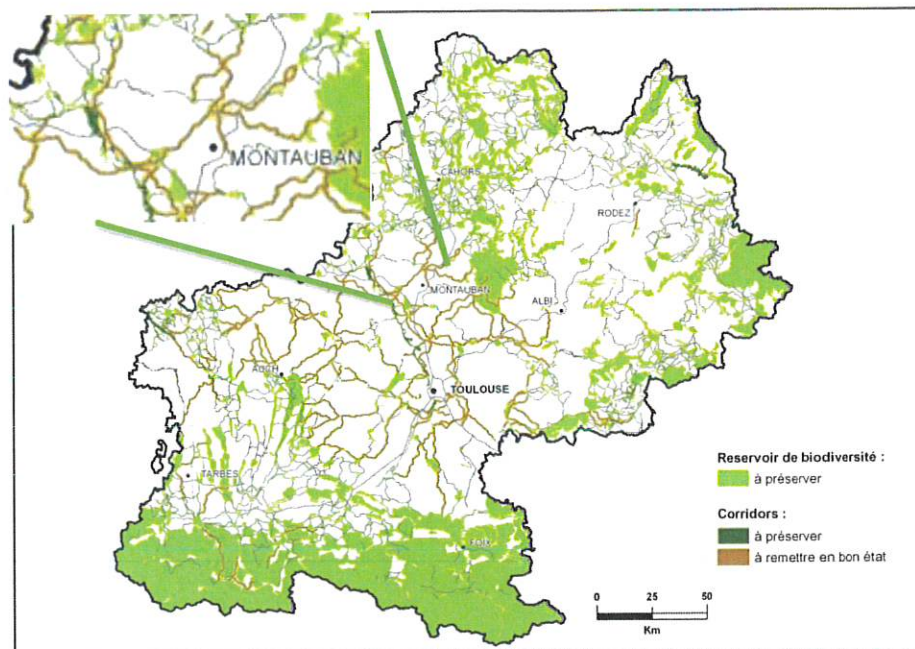 MONTAUBAN
CAHORS
RODEZ
MONTAUBAN
ALBI
AUCH
TOULOUSE
TARBES
FOIX
Reservoir de biodiversité :
à préserver
Corridors :
à préserver
à remettre en bon état
0 25 50
Km